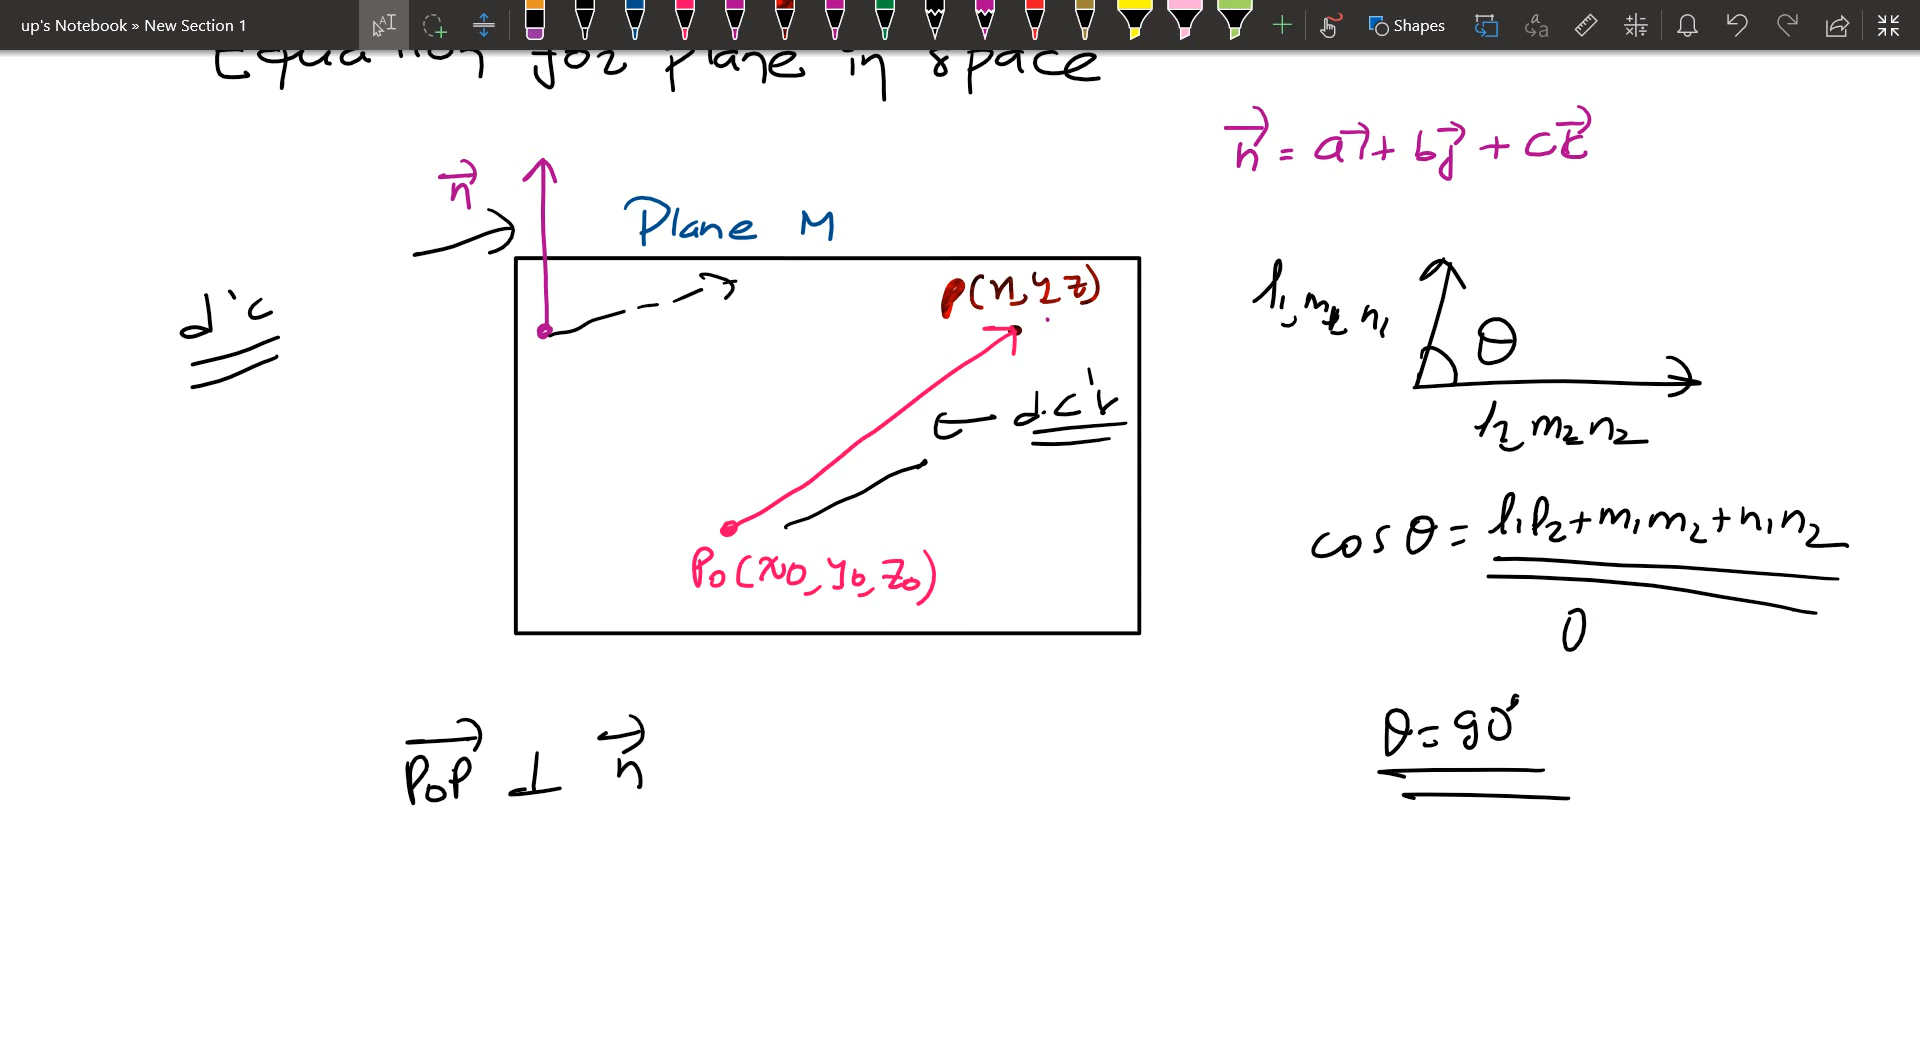 up's Notebook » New Section 1
Shapes
Equation for plane in space
n = ai + bj + ck
n
Plane M
d'c
P(x, y, z)
l1, m1, n1
θ
d.c'r
l2 m2 n2
cos θ = l1l2 + m1m2 + n1n2
0
P0(x0, y0, z0)
θ = 90°
P0P ⊥ n